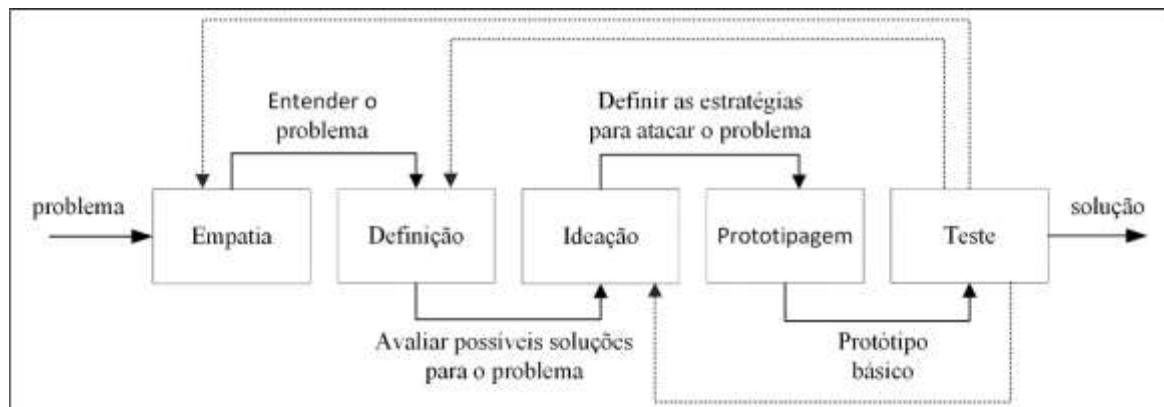 Entender o
problema
Definir as estratégias
para atacar o problema
problema
Empatia
Definição
Ideação
Prototipagem
Teste
solução
Avaliar possíveis soluções
para o problema
Protótipo
básico